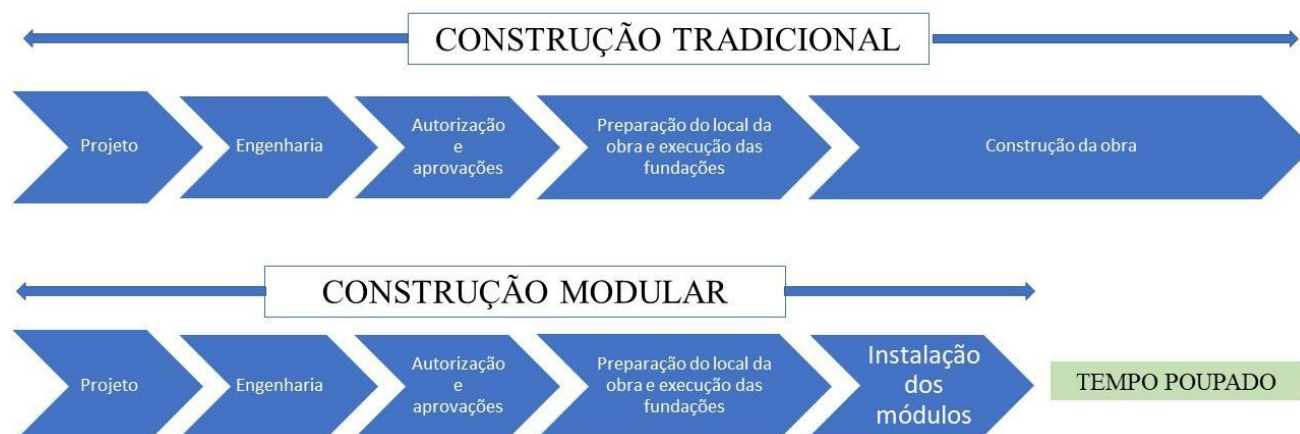 CONSTRUÇÃO TRADICIONAL
Projeto
Engenharia
Autorização
e
aprovações
Preparação do local da
obra e execução das
fundações
Construção da obra
CONSTRUÇÃO MODULAR
Projeto
Engenharia
Autorização
e
aprovações
Preparação do local da
obra e execução das
fundações
Instalação
dos
módulos
TEMPO POUPADO